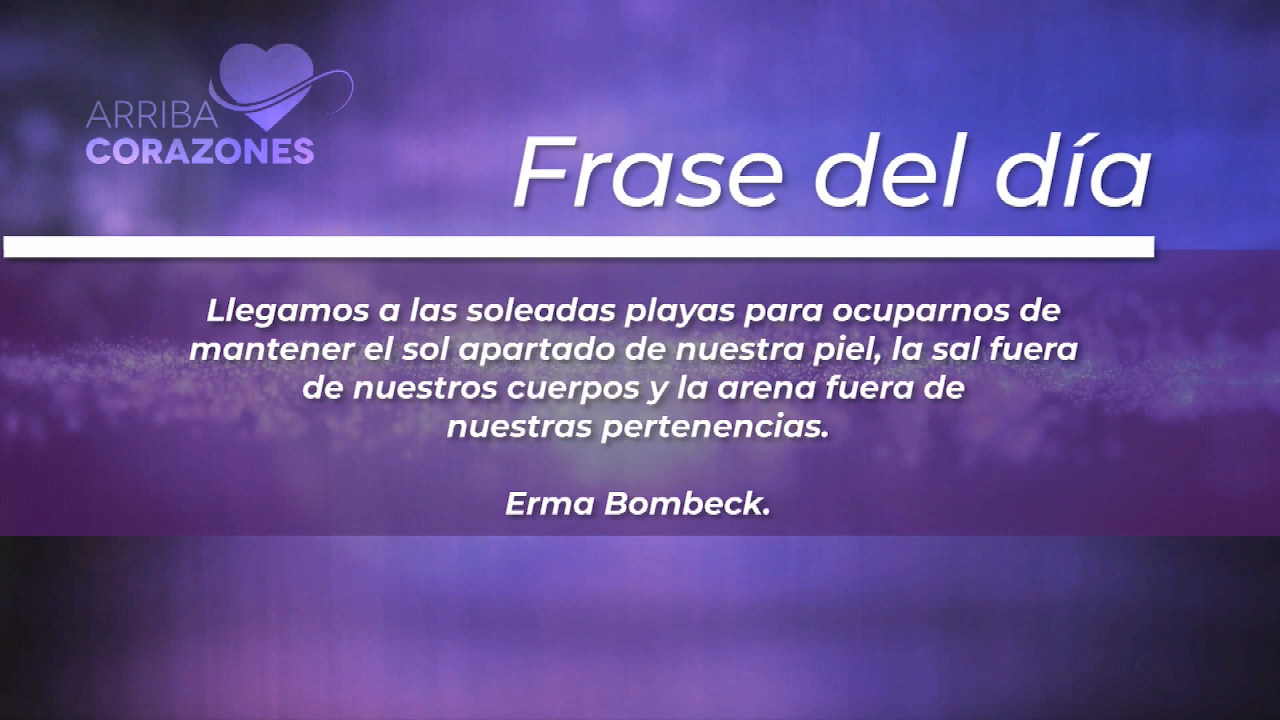 ARRIBA
CORAZONES
Frase del día
Llegamos a las soleadas playas para ocuparnos de
mantener el sol apartado de nuestra piel, la sal fuera
de nuestros cuerpos y la arena fuera de
nuestras pertenencias.
Erma Bombeck.